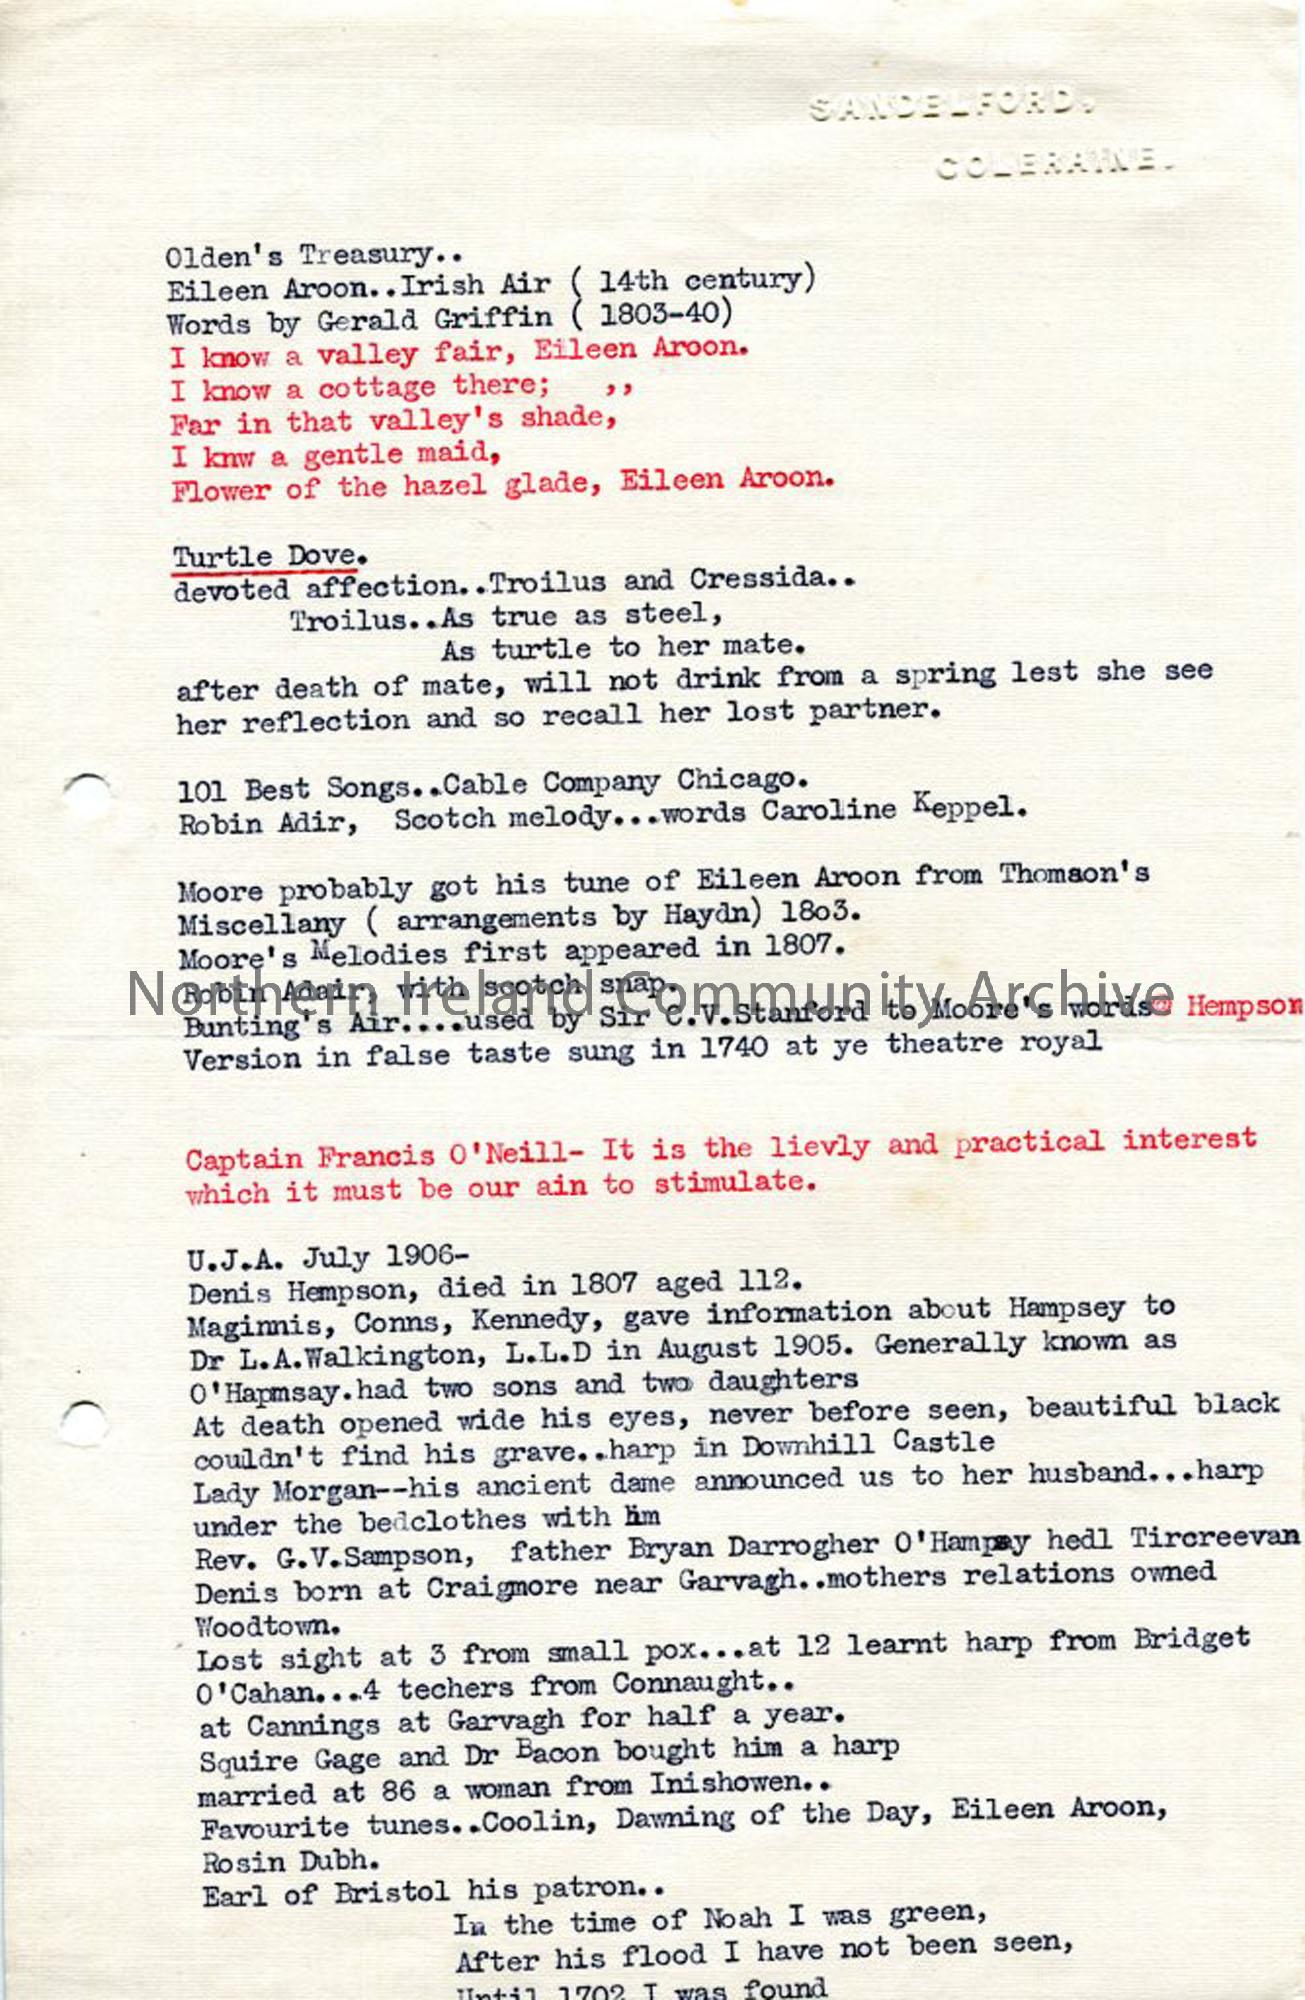 SANDELFORD,
COLERAINE.
Olden's Treasury..
Eileen Aroon..Irish Air ( 14th century)
Words by Gerald Griffin ( 1803-40)
I know a valley fair, Eileen Aroon.
I know a cottage there;   ,,
Far in that valley's shade,
I knw a gentle maid,
Flower of the hazel glade, Eileen Aroon.
Turtle Dove.
devoted affection..Troilus and Cressida..
Troilus..As true as steel,
As turtle to her mate.
after death of mate, will not drink from a spring lest she see
her reflection and so recall her lost partner.
101 Best Songs..Cable Company Chicago.
Robin Adir,  Scotch melody...words Caroline Keppel.
Moore probably got his tune of Eileen Aroon from Thomson's
Miscellany ( arrangements by Haydn) 18o3.
Moore's Melodies first appeared in 1807.
Robin Adair, with scotch snap.
Northern Ireland Community Archive
Bunting's Air....used by Sir C.V.Stanford to Moore's words@ Hempson
Version in false taste sung in 1740 at ye theatre royal
Captain Francis O'Neill- It is the lievly and practical interest
which it must be our ain to stimulate.
U.J.A. July 1906-
Denis Hempson, died in 1807 aged 112.
Maginnis, Conns, Kennedy, gave information about Hampsey to
Dr L.A.Walkington, L.L.D in August 1905. Generally known as
O'Hapmsay.had two sons and two daughters
At death opened wide his eyes, never before seen, beautiful black
couldn't find his grave..harp in Downhill Castle
Lady Morgan--his ancient dame announced us to her husband...harp
under the bedclothes with him
Rev. G.V.Sampson,  father Bryan Darrogher O'Hampsy hedl Tircreevan
Denis born at Craigmore near Garvagh..mothers relations owned
Woodtown.
Lost sight at 3 from small pox...at 12 learnt harp from Bridget
O'Cahan...4 techers from Connaught..
at Cannings at Garvagh for half a year.
Squire Gage and Dr Bacon bought him a harp
married at 86 a woman from Inishowen..
Favourite tunes..Coolin, Dawning of the Day, Eileen Aroon,
Rosin Dubh.
Earl of Bristol his patron..
In the time of Noah I was green,
After his flood I have not been seen,
Until 1702 I was found